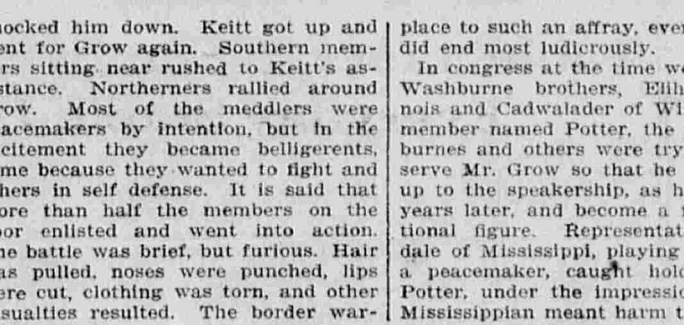 nocked him down. Keitt got up and
ent for Grow again. Southern mem-
rs sitting near rushed to Keitt's as-
stance. Northerners rallied around
row. Most of the meddlers were
acemakers by intention, but in the
citement they became belligerents,
me because they wanted to fight and
hers in self defense. It is said that
ore than half the members on the
oor enlisted and went into action.
he battle was brief, but furious. Hair
as pulled, noses were punched, lips
ere cut, clothing was torn, and other
sualties resulted. The border war-
place to such an affray, ever
did end most ludicrously.
In congress at the time we
Washburne brothers, Elih
nois and Cadwalader of Wi
member named Potter, the
burnes and others were try
serve Mr. Grow so that he
up to the speakership, as h
years later, and become a
tional figure. Representat
dale of Mississippi, playing
a peacemaker, caught hold
Potter, under the impressio
Mississippian meant harm t